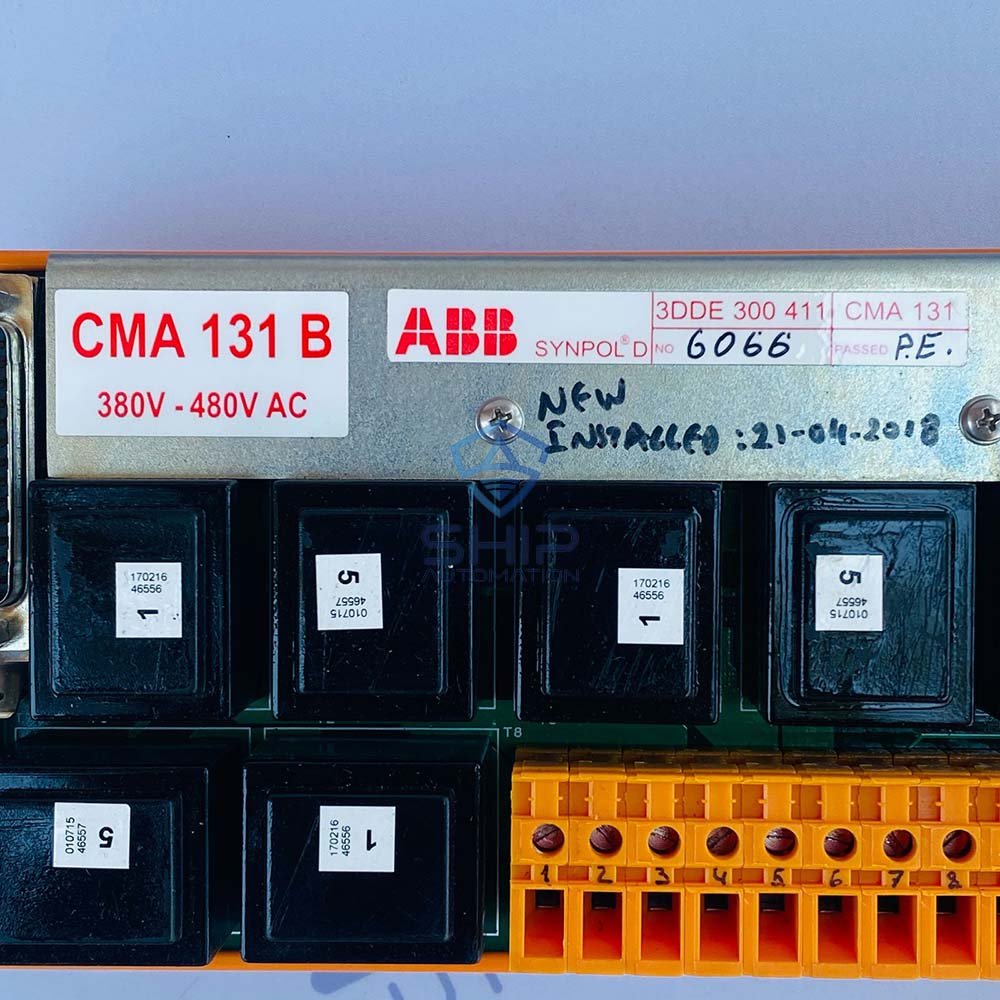 CMA 131 B
380V - 480V AC
ABB
SYNPOL® D
3DDE 300 411
CMA 131
NO 6066
PASSED P.E.
NEW
INSTALLED : 21-04-2018
SHIP
AUTOMATION
170216
46556
1
010715
46557
5
170216
46556
1
010715
46557
5
T8
010715
46557
5
170216
46556
1
1 2 3 4 5 6 7 8